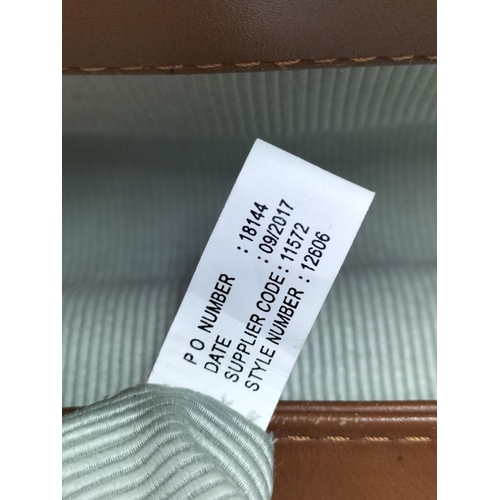 P O NUMBER : 18144
DATE : 09/2017
SUPPLIER CODE : 11572
STYLE NUMBER : 12606